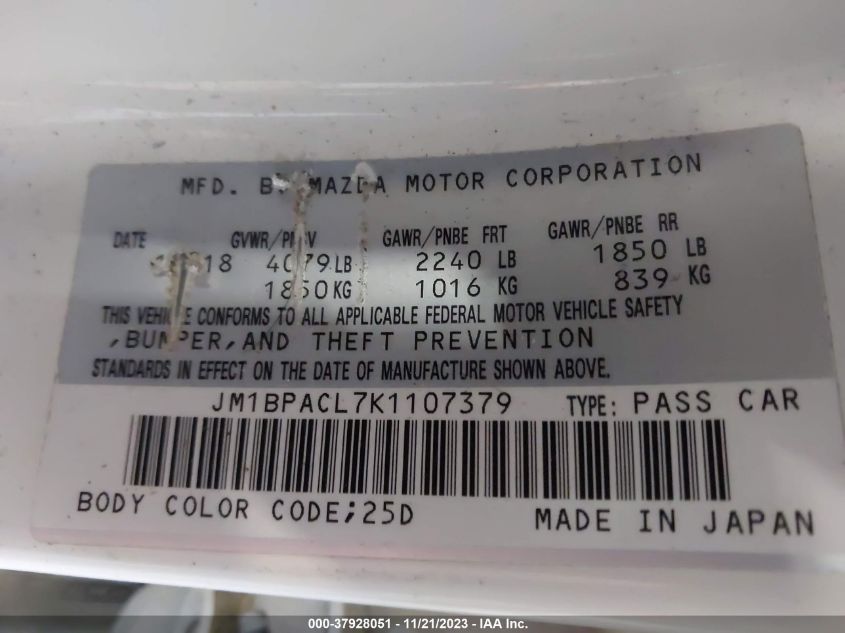 MFD. BY MAZDA MOTOR CORPORATION
DATE GVWR/PNBV GAWR/PNBE FRT GAWR/PNBE RR
4079 LB 2240 LB 1850 LB
1850 KG 1016 KG 839 KG
THIS VEHICLE CONFORMS TO ALL APPLICABLE FEDERAL MOTOR VEHICLE SAFETY
,BUMPER,AND THEFT PREVENTION
STANDARDS IN EFFECT ON THE DATE OF MANUFACTURE SHOWN ABOVE.
JM1BPACL7K1107379 TYPE: PASS CAR
BODY COLOR CODE;25D MADE IN JAPAN
000-37928051 - 11/21/2023 - IAA Inc.